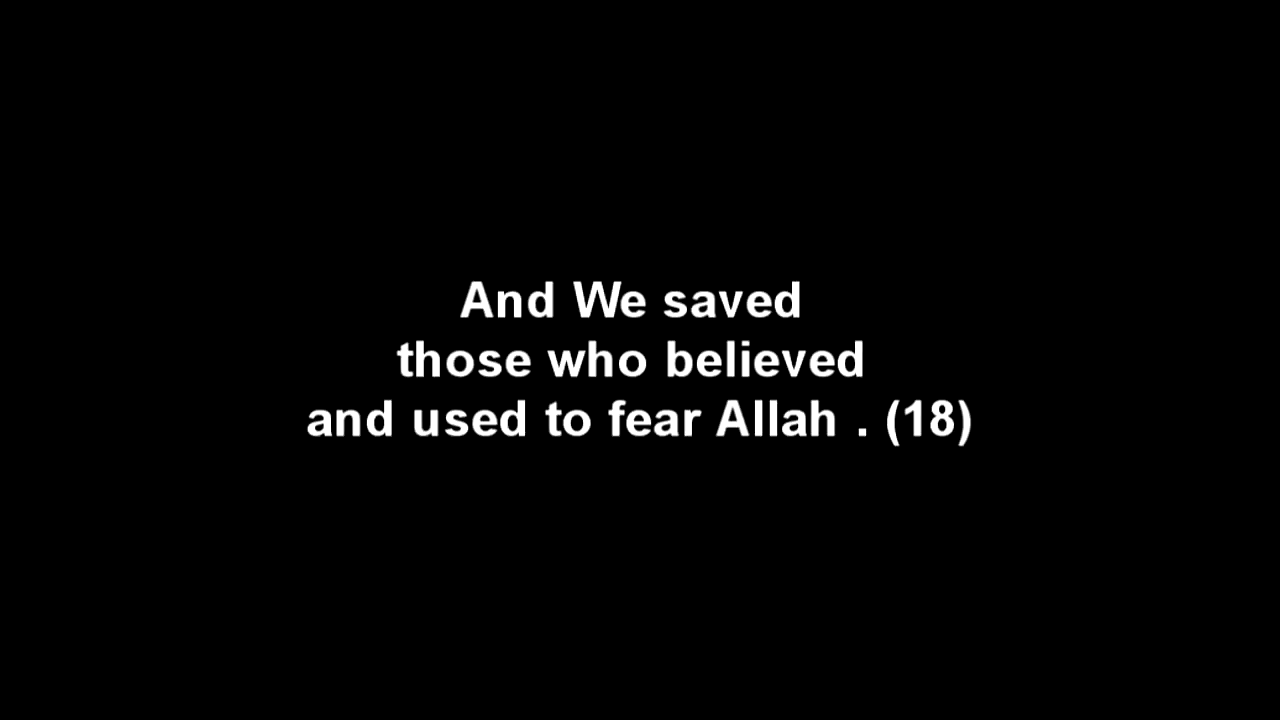 And We saved
those who believed
and used to fear Allah . (18)